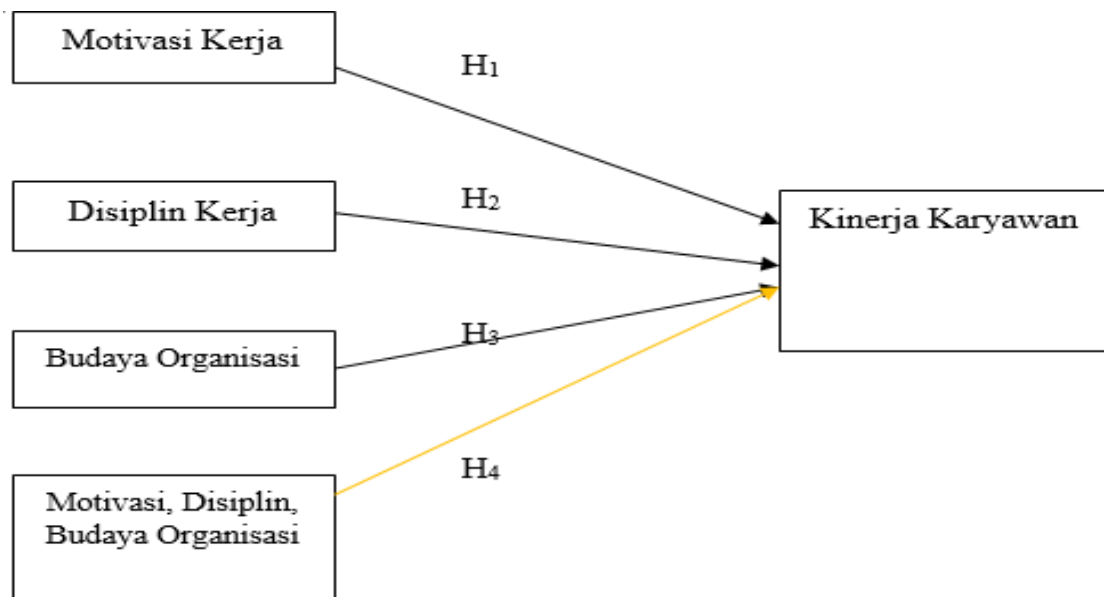 Motivasi Kerja
H₁
Disiplin Kerja
H₂
Kinerja Karyawan
Budaya Organisasi
H₃
H₄
Motivasi, Disiplin,
Budaya Organisasi